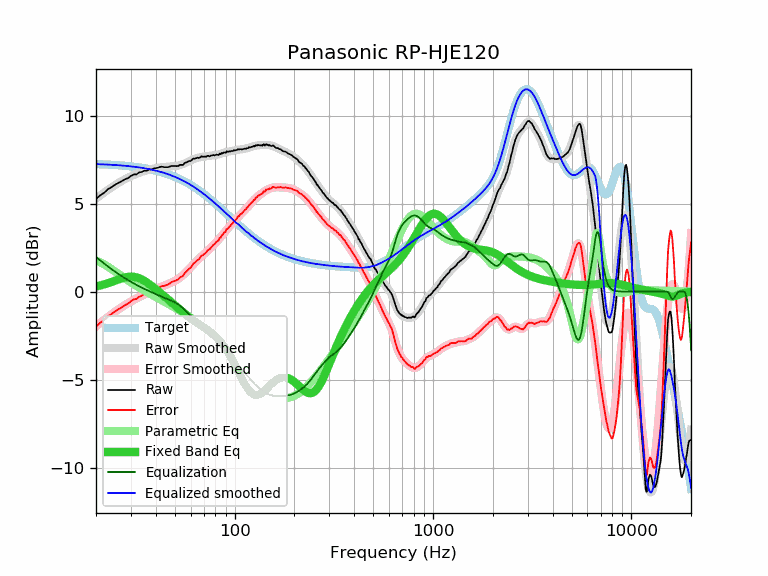 Panasonic RP-HJE120
10
5
0
−5
−10
Amplitude (dBr)
Target
Raw Smoothed
Error Smoothed
Raw
Error
Parametric Eq
Fixed Band Eq
Equalization
Equalized smoothed
100
1000
10000
Frequency (Hz)